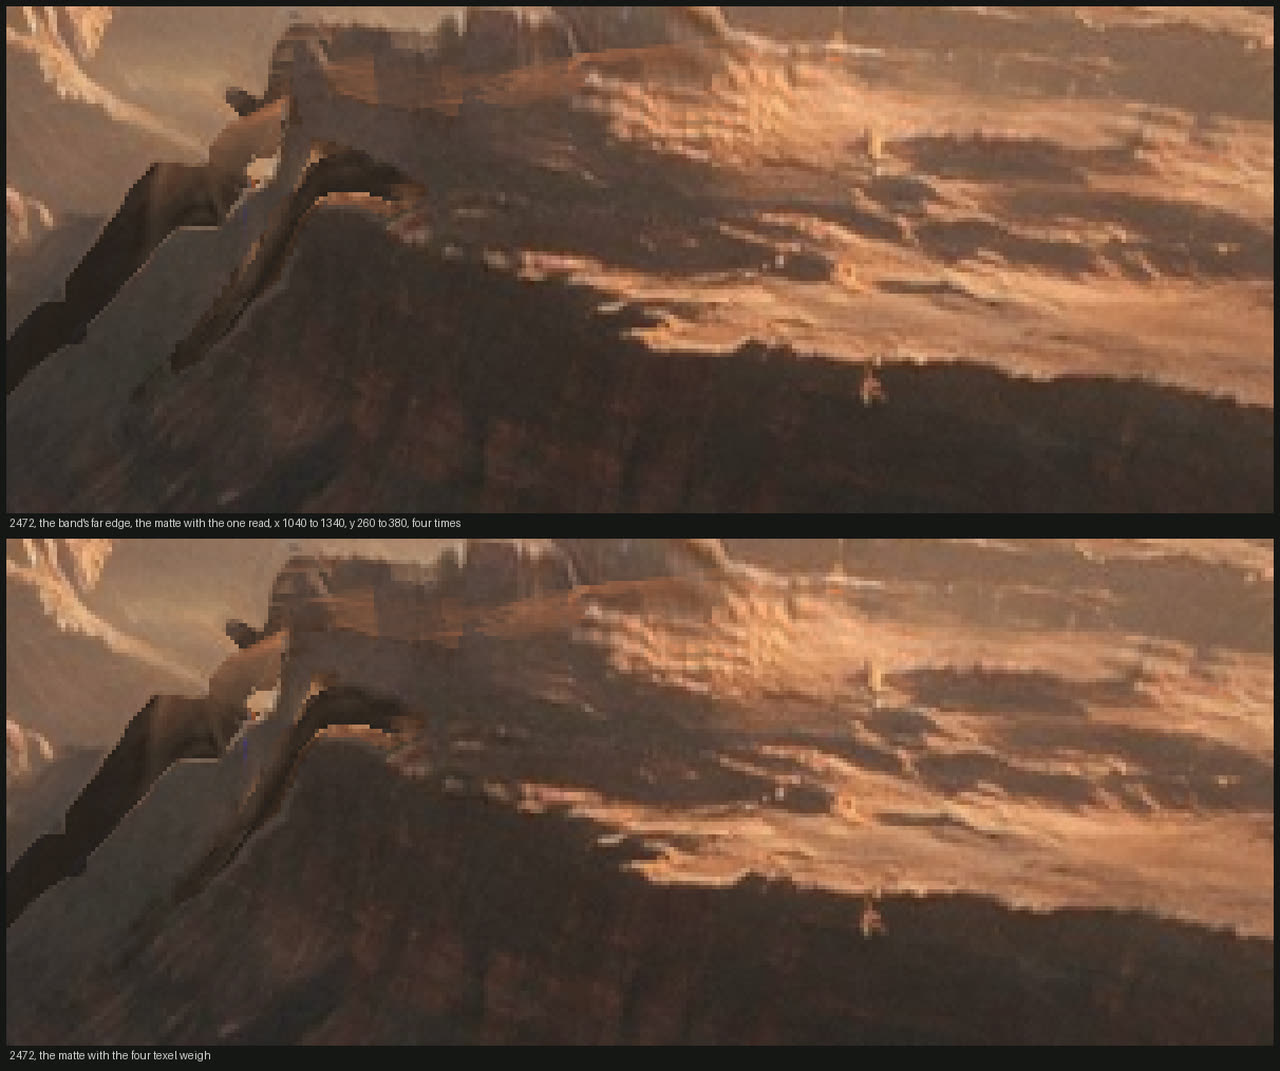 2472, the band's far edge, the matte with the one read, x 1040 to 1340, y 260 to 380, four times
2472, the matte with the four texel weigh